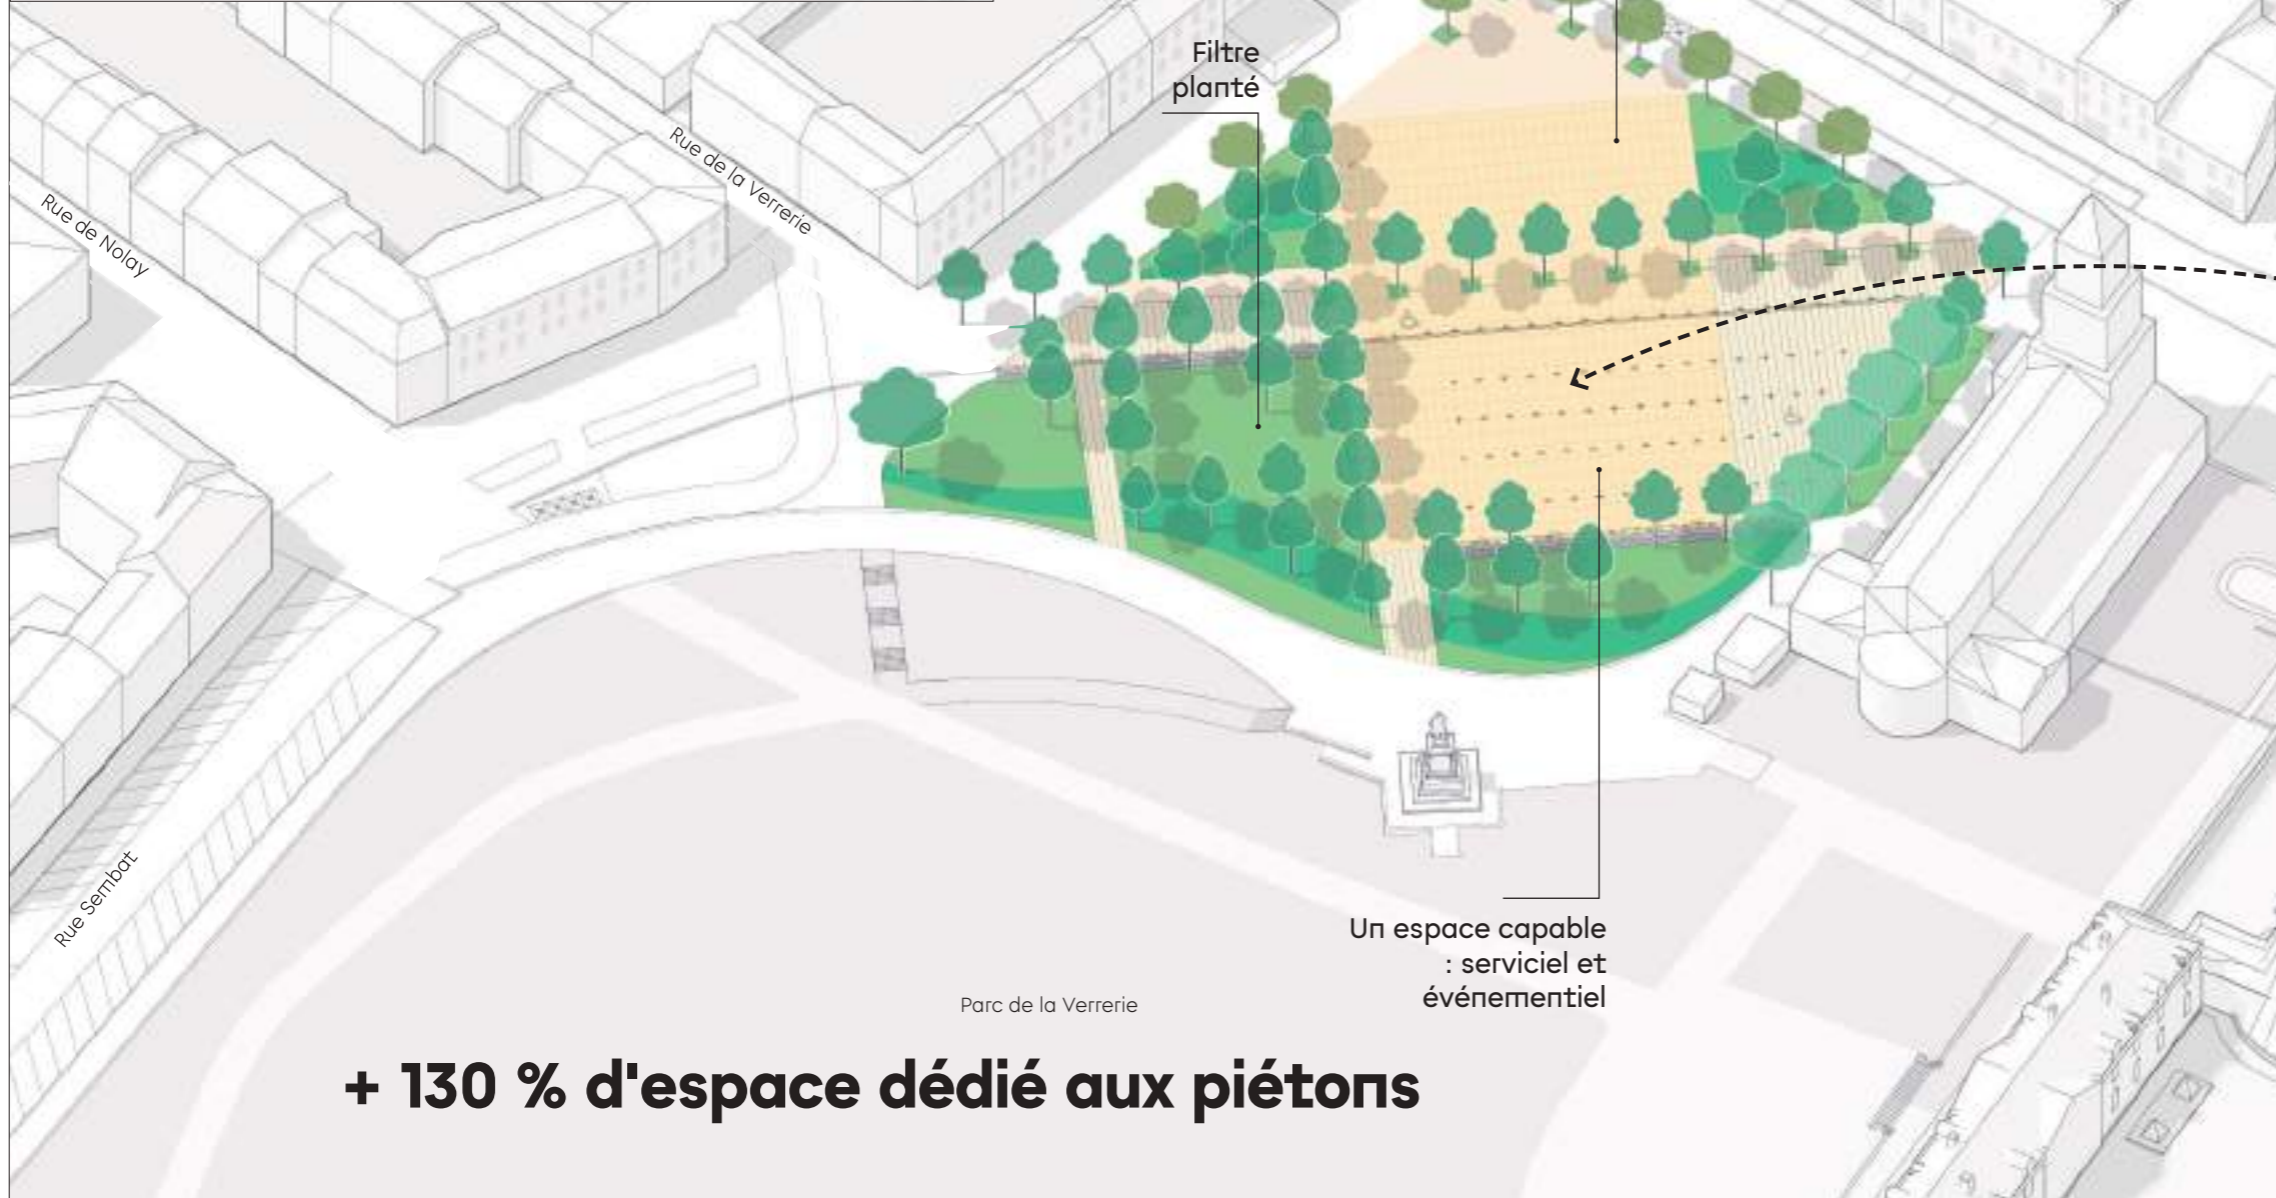 Filtre
planté
Rue de la Verrerie
Rue de Nolay
Rue Sembat
Un espace capable
: serviciel et
événementiel
Parc de la Verrerie
+ 130 % d'espace dédié aux piétons